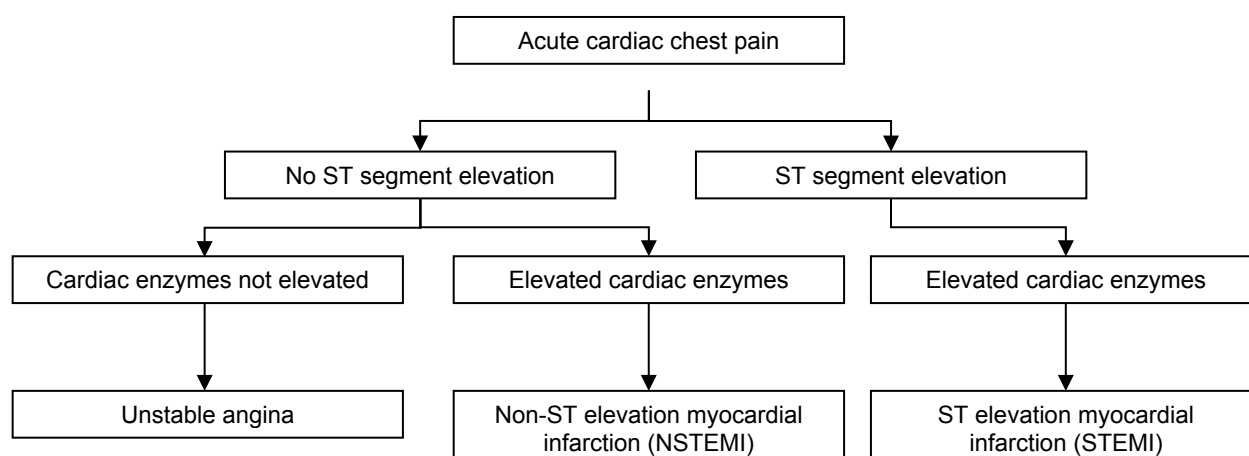 Acute cardiac chest pain
No ST segment elevation
ST segment elevation
Cardiac enzymes not elevated
Elevated cardiac enzymes
Elevated cardiac enzymes
Unstable angina
Non-ST elevation myocardial
infarction (NSTEMI)
ST elevation myocardial
infarction (STEMI)